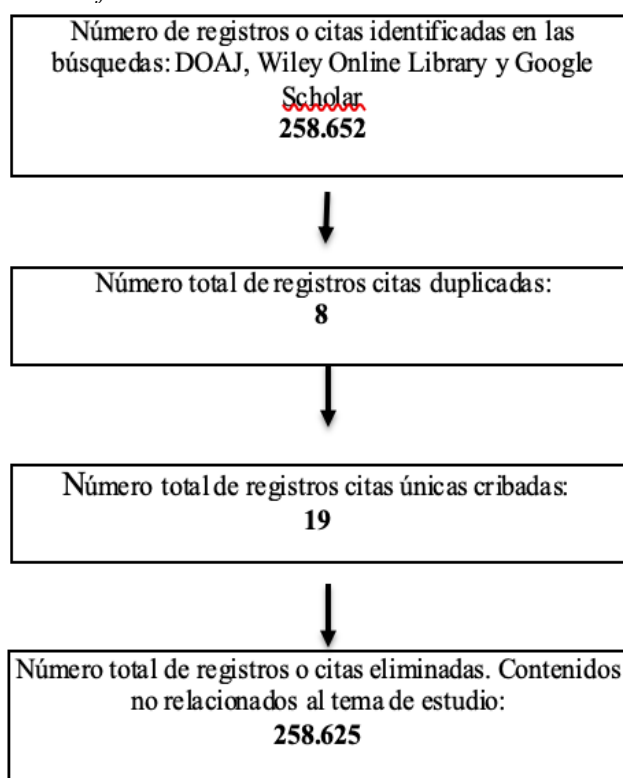 Número de registros o citas identificadas en las
búsquedas: DOAJ, Wiley Online Library y Google
Scholar
258.652
Número total de registros citas duplicadas:
8
Número total de registros citas únicas cribadas:
19
Número total de registros o citas eliminadas. Contenidos
no relacionados al tema de estudio:
258.625